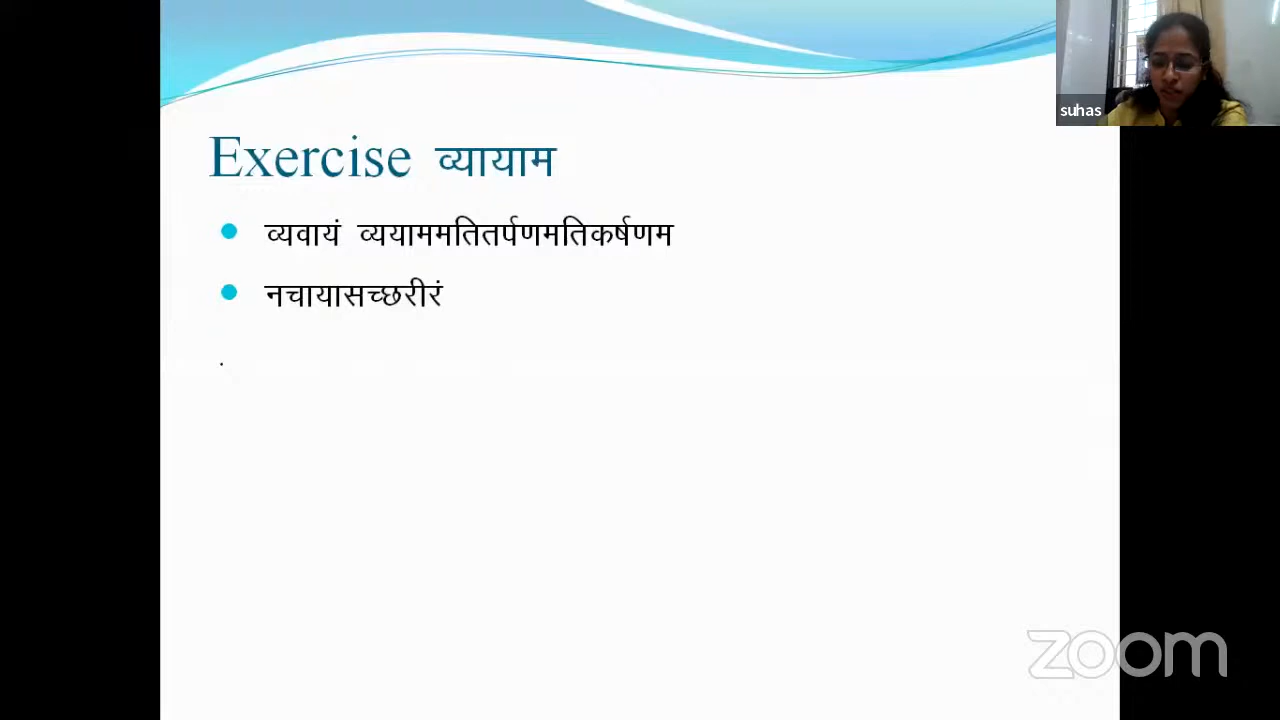 suhas
Exercise व्यायाम
व्यवायं व्ययाममतितर्पणमतिकर्षणम
नचायासच्छरीरं
.
zoom